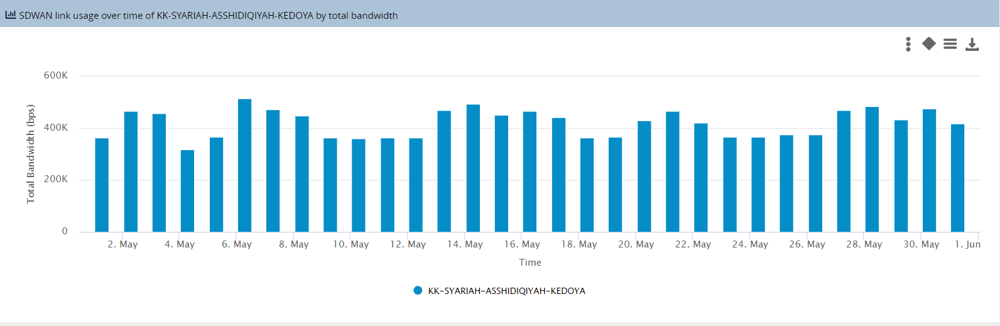 SDWAN link usage over time of KK-SYARIAH-ASSHIDIQIYAH-KEDOYA by total bandwidth
600K
400K
200K
0
Total Bandwidth (bps)
2. May 4. May 6. May 8. May 10. May 12. May 14. May 16. May 18. May 20. May 22. May 24. May 26. May 28. May 30. May 1. Jun
Time
KK-SYARIAH-ASSHIDIQIYAH-KEDOYA